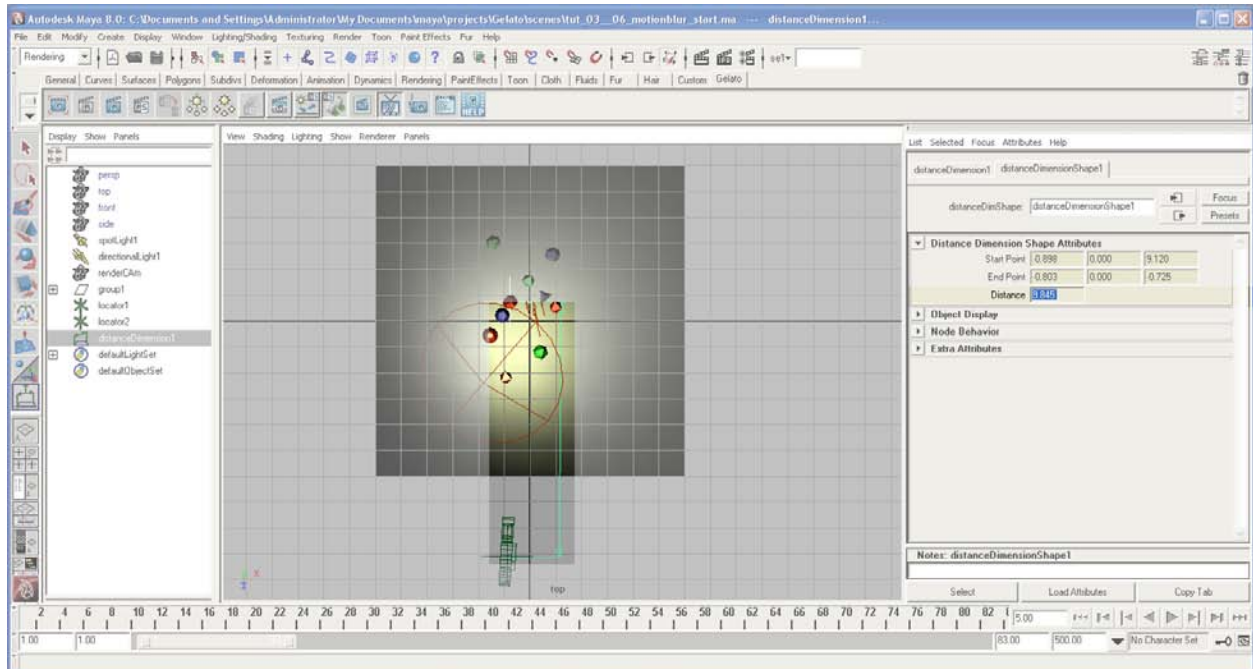 Autodesk Maya 8.0: C:\Documents and Settings\Administrator\My Documents\maya\projects\Gelato\scenes\tut_03__06_motionblur_start.ma --- distanceDimension1...
File Edit Modify Create Display Window Lighting/Shading Texturing Render Toon Paint Effects Fur Help
Rendering sel*
General Curves Surfaces Polygons Subdivs Deformation Animation Dynamics Rendering PaintEffects Toon Cloth Fluids Fur Hair Custom Gelato
Display Show Panels
View Shading Lighting Show Renderer Panels
List Selected Focus Attributes Help
persp
top
front
side
spotLight1
directionalLight1
renderCAm
group1
locator1
locator2
distanceDimension1
defaultLightSet
defaultObjectSet
top
distanceDimension1 distanceDimensionShape1
distanceDimShape: distanceDimensionShape1
Focus
Presets
Distance Dimension Shape Attributes
Start Point -0.898 0.000 9.120
End Point -0.803 0.000 -0.725
Distance 9.845
Object Display
Node Behavior
Extra Attributes
Notes: distanceDimensionShape1
Select Load Attributes Copy Tab
2 4 6 8 10 12 14 16 18 20 22 24 26 28 30 32 34 36 38 40 42 44 46 48 50 52 54 56 58 60 62 64 66 68 70 72 74 76 78 80 82 5.00
1.00 1.00 83.00 500.00 No Character Set